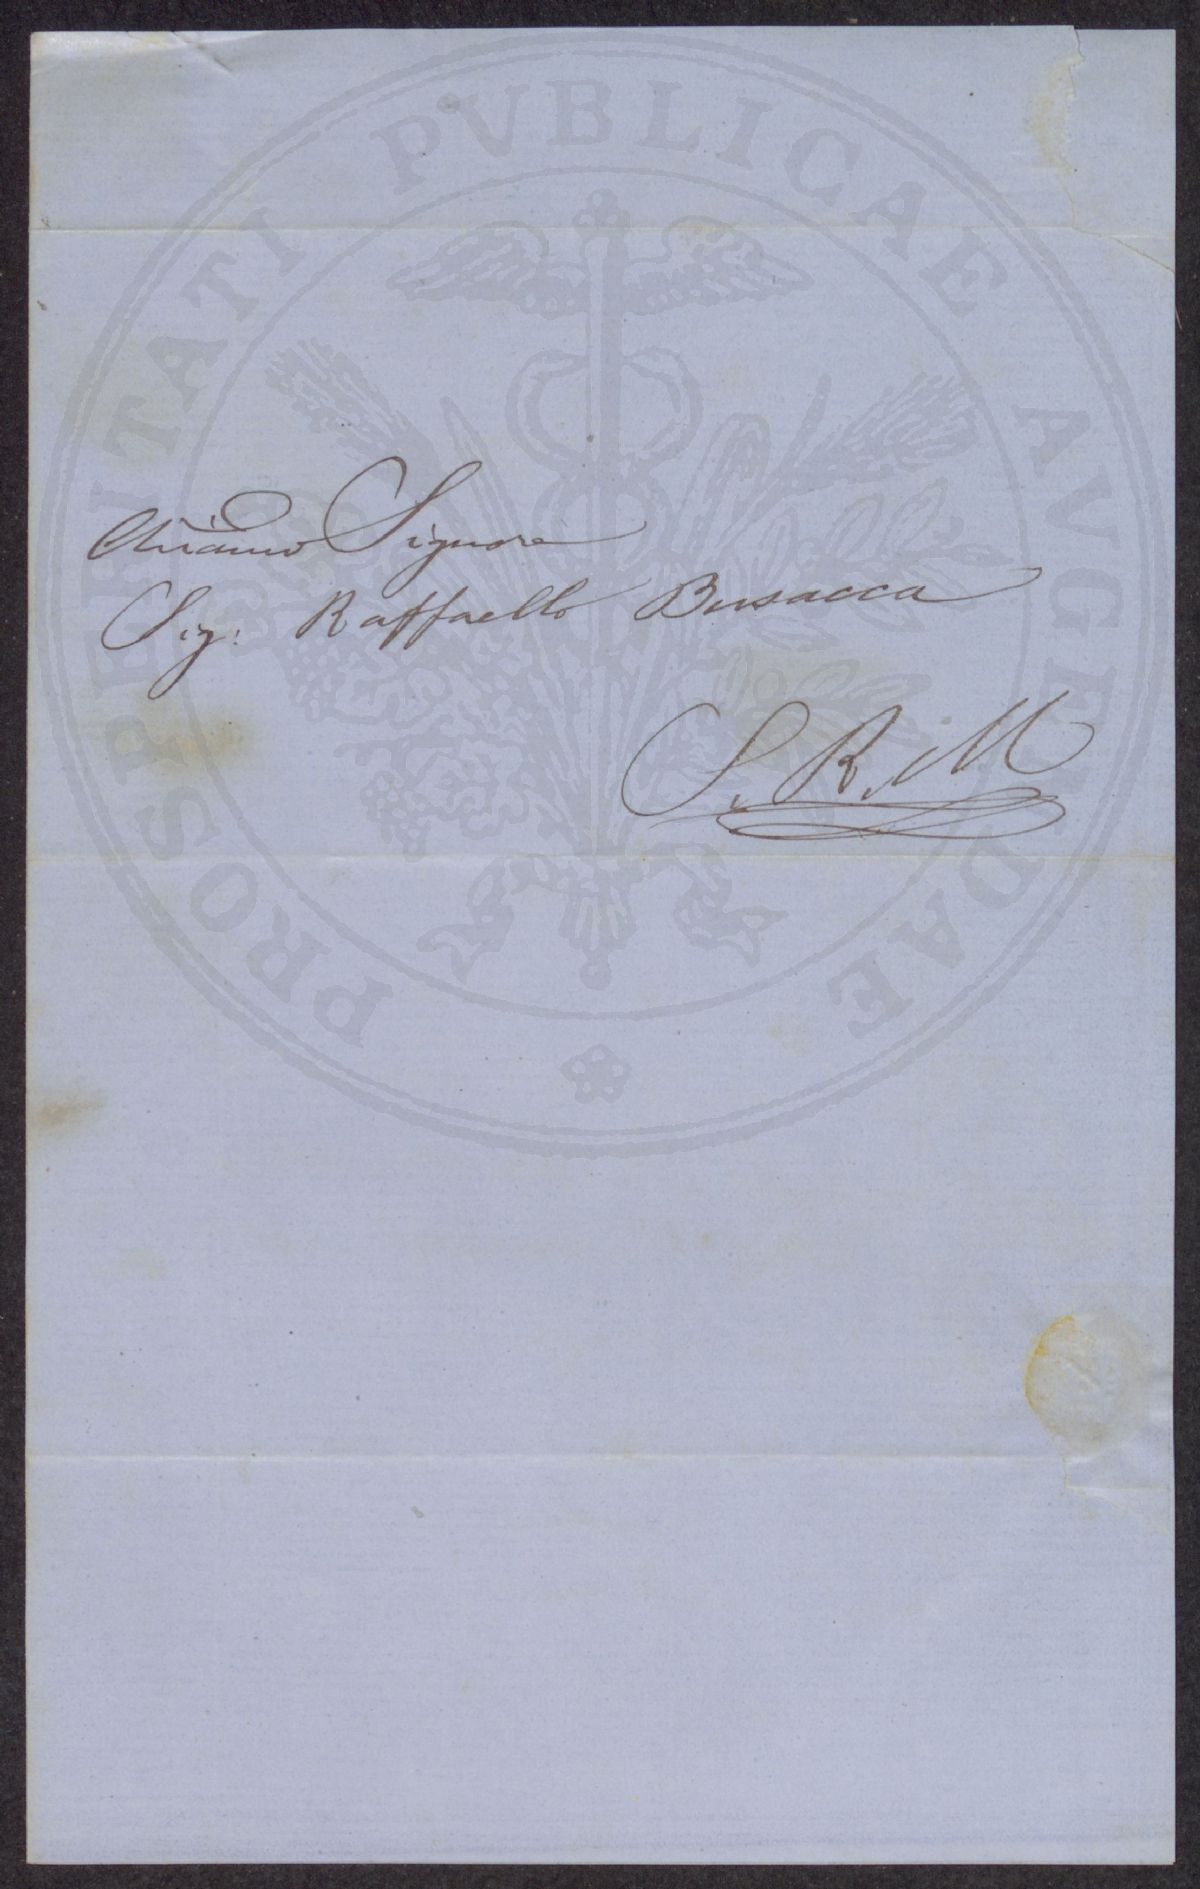 PROSPERITATI PVBLICAE AVGENDAE
Chiarmo Signore
Sig: Raffaello Busacca
S. R. M